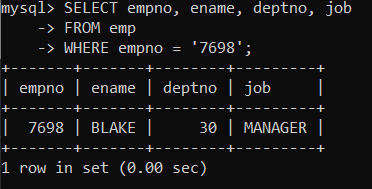 mysql> SELECT empno, ename, deptno, job
    -> FROM emp
    -> WHERE empno = '7698';
+-------+-------+--------+---------+
| empno | ename | deptno | job     |
+-------+-------+--------+---------+
|  7698 | BLAKE |     30 | MANAGER |
+-------+-------+--------+---------+
1 row in set (0.00 sec)